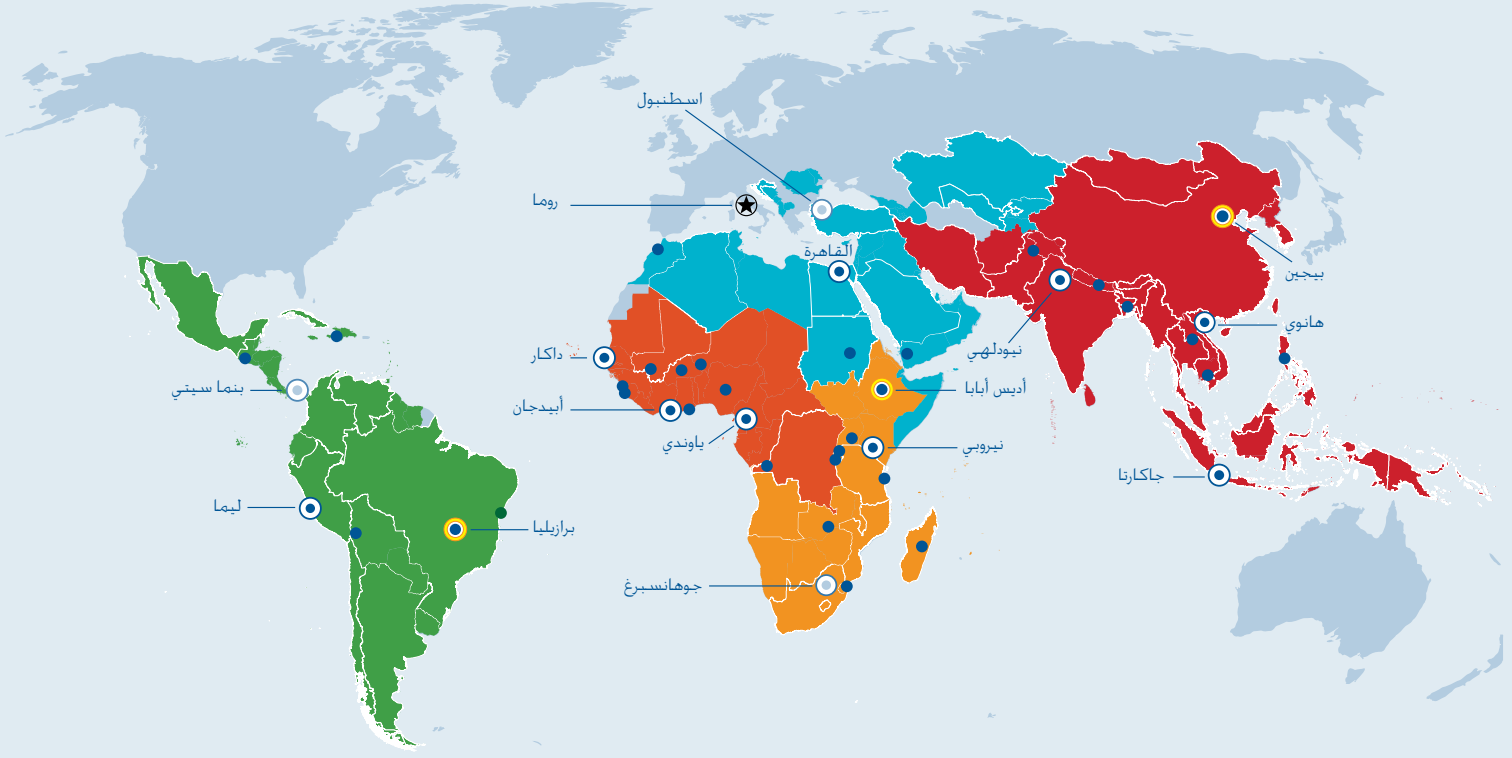 اسطنبول
روما
القاهرة
بيجين
هانوي
نيودلهي
داكار
أديس أبابا
بنما سيتي
أبيدجان
ياوندي
نيروبي
جاكارتا
ليما
برازيليا
جوهانسبرغ